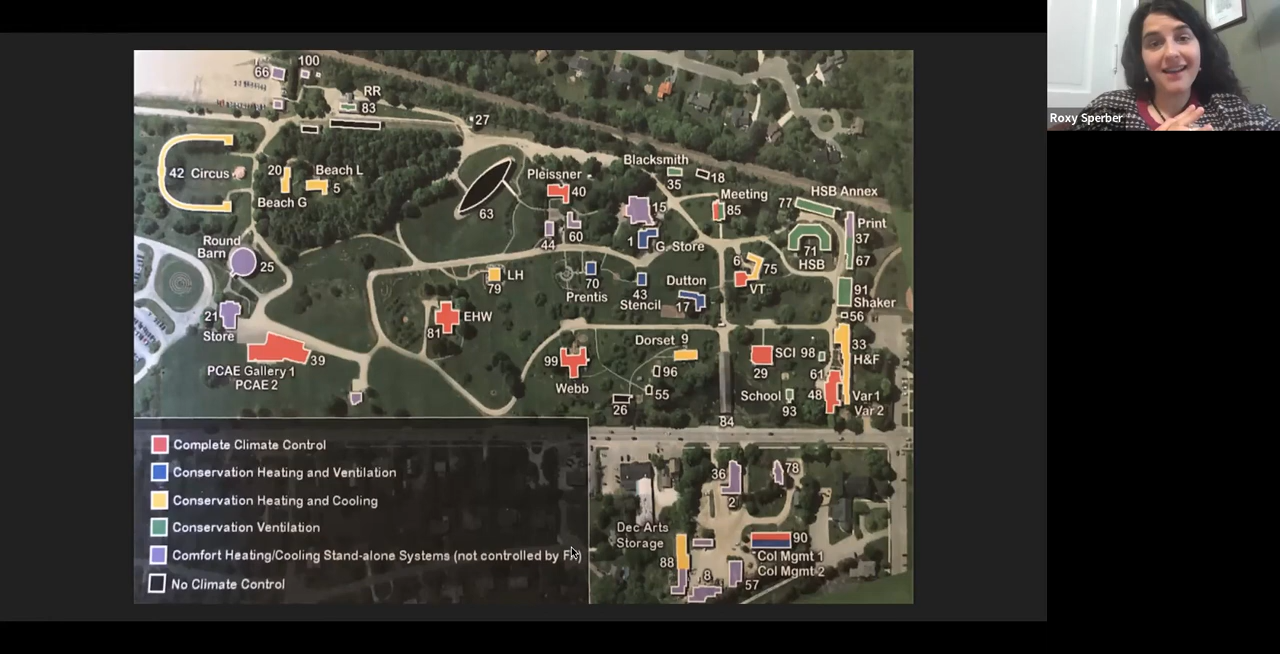 66
100
RR
83
27
42 Circus
20
Beach L
5
Beach G
63
Pleissner
40
44
60
Blacksmith
35
18
15
1
G. Store
Meeting
85
HSB Annex
77
71
HSB
Print
37
67
Round
Barn
25
LH
79
70
Prentis
43
Stencil
Dutton
17
6
75
VT
91
Shaker
56
21
Store
EHW
81
39
PCAE Gallery 1
PCAE 2
99
Webb
Dorset 9
96
55
26
SCI 98
29
School
93
61
48
33
H&F
Var 1
Var 2
84
36
2
78
Dec Arts
Storage
88
8
57
90
Col Mgmt 1
Col Mgmt 2
Complete Climate Control
Conservation Heating and Ventilation
Conservation Heating and Cooling
Conservation Ventilation
Comfort Heating/Cooling Stand-alone Systems (not controlled by
No Climate Control
Roxy Sperber